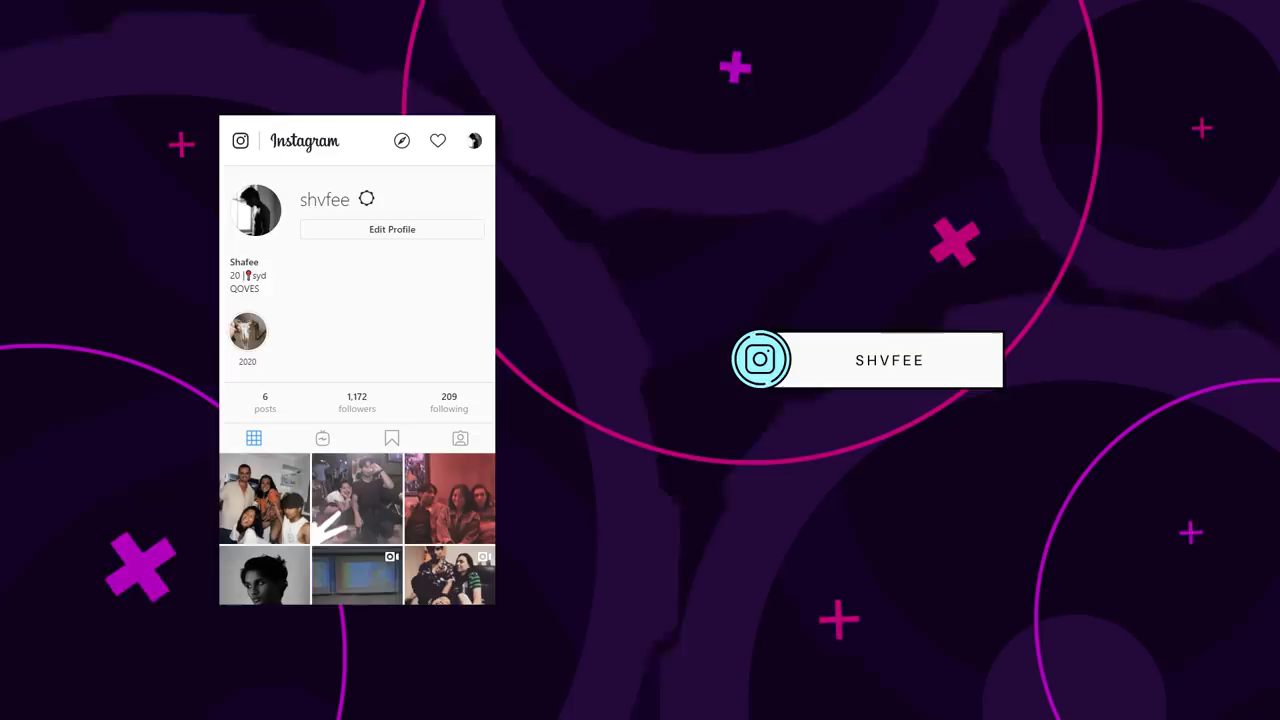 Instagram
shvfee
Edit Profile
Shafee
20 |📍syd
QOVES
2020
6 1,172 209
posts followers following
SHVFEE